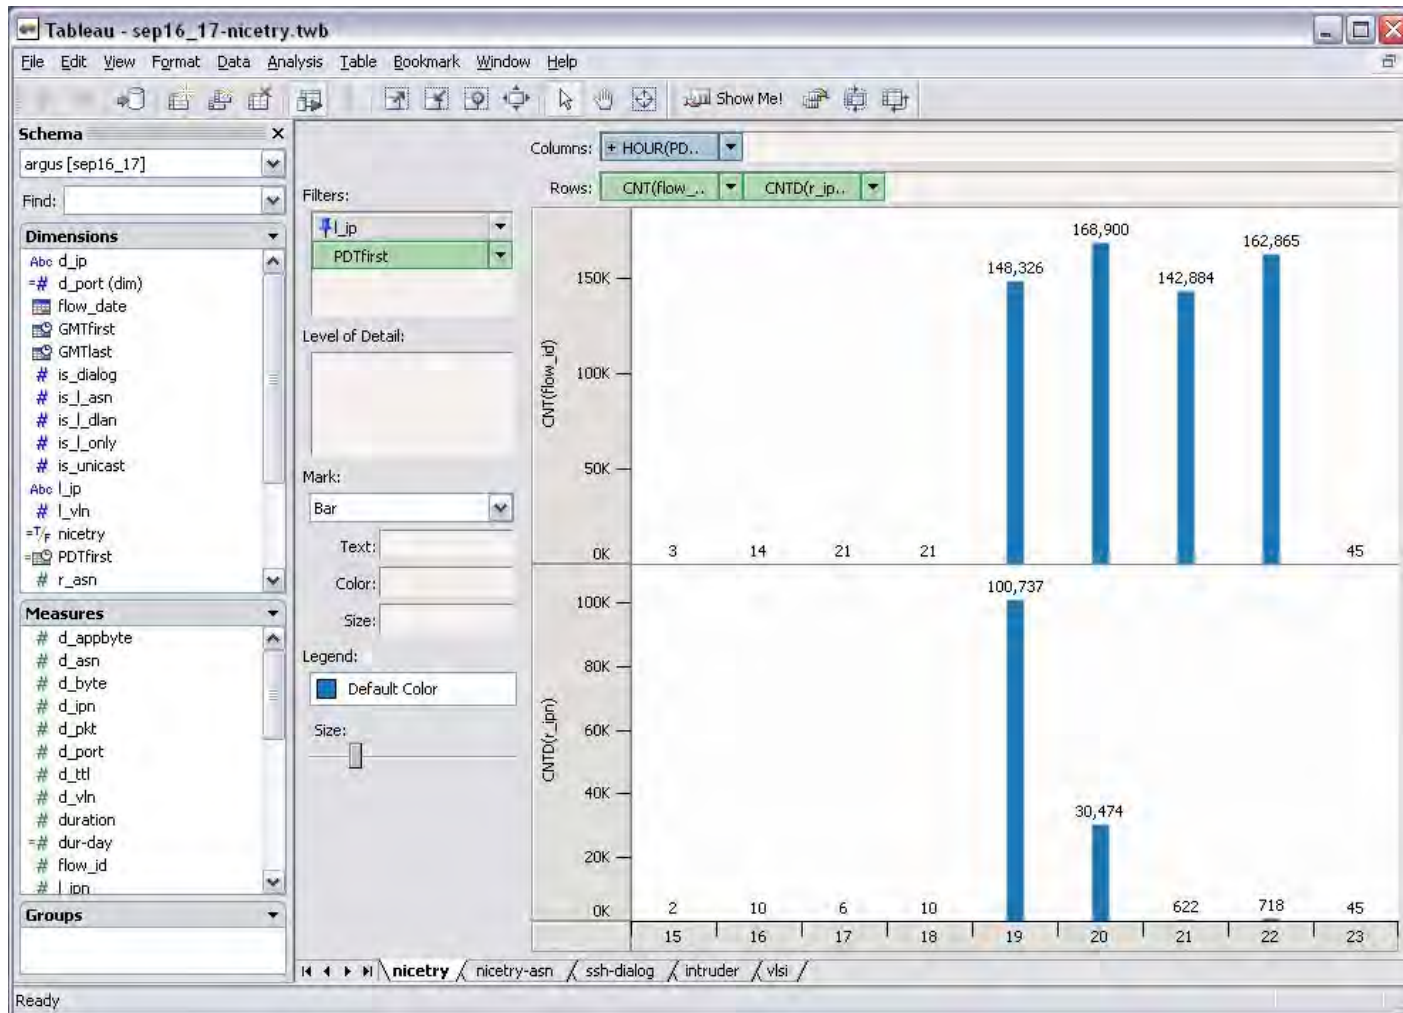 Tableau - sep16_17-nicetry.twb
File Edit View Format Data Analysis Table Bookmark Window Help
Show Me!
Schema
argus [sep16_17]
Find:
Dimensions
Abc d_ip
=# d_port (dim)
flow_date
GMTfirst
GMTlast
# is_dialog
# is_l_asn
# is_l_dlan
# is_l_only
# is_unicast
Abc l_ip
# l_vln
=T/F nicetry
= PDTfirst
# r_asn
Measures
# d_appbyte
# d_asn
# d_byte
# d_ipn
# d_pkt
# d_port
# d_ttl
# d_vln
# duration
=# dur-day
# flow_id
# l_ipn
Groups
Filters:
l_ip
PDTfirst
Level of Detail:
Mark:
Bar
Text:
Color:
Size:
Legend:
Default Color
Size:
Columns: + HOUR(PD..
Rows: CNT(flow_.. CNTD(r_ip..
CNT(flow_id)
150K
100K
50K
0K
3 14 21 21 148,326 168,900 142,884 162,865 45
CNTD(r_ipn)
100K
80K
60K
40K
20K
0K
2 10 6 10 100,737 30,474 622 718 45
15 16 17 18 19 20 21 22 23
nicetry nicetry-asn ssh-dialog intruder vlsi
Ready